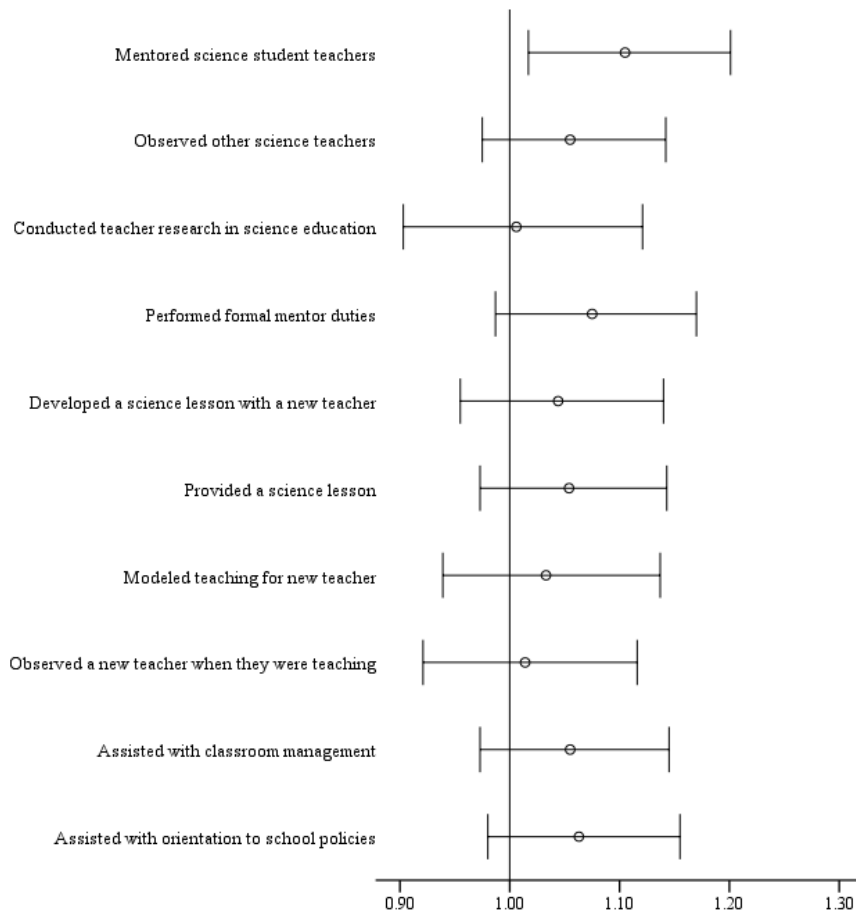 Mentored science student teachers
Observed other science teachers
Conducted teacher research in science education
Performed formal mentor duties
Developed a science lesson with a new teacher
Provided a science lesson
Modeled teaching for new teacher
Observed a new teacher when they were teaching
Assisted with classroom management
Assisted with orientation to school policies
0.90 1.00 1.10 1.20 1.30